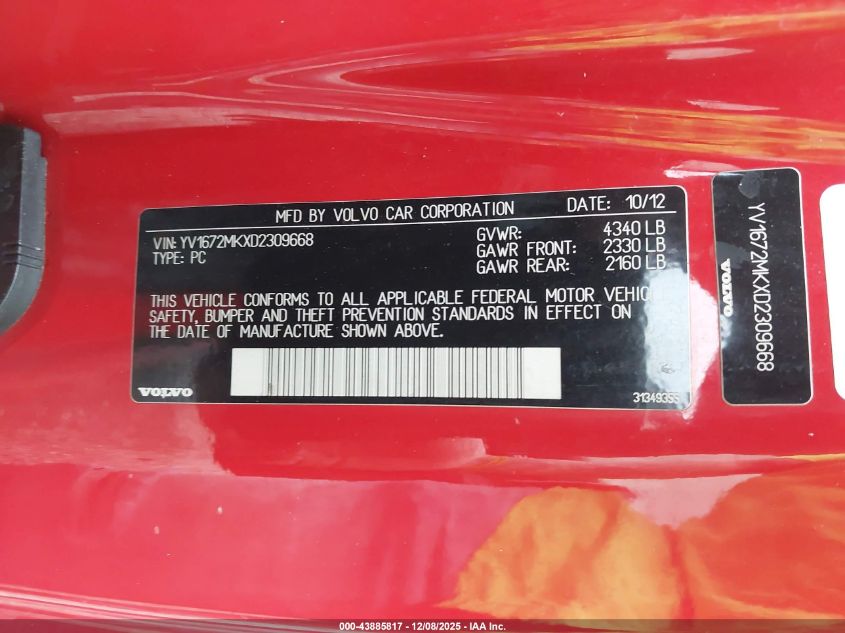 MFD BY VOLVO CAR CORPORATION DATE: 10/12
VIN: YV1672MKXD2309668 GVWR: 4340 LB
TYPE: PC GAWR FRONT: 2330 LB
GAWR REAR: 2160 LB
THIS VEHICLE CONFORMS TO ALL APPLICABLE FEDERAL MOTOR VEHICLE
SAFETY, BUMPER AND THEFT PREVENTION STANDARDS IN EFFECT ON
THE DATE OF MANUFACTURE SHOWN ABOVE.
VOLVO 31349355
YV1672MKXD2309668
VOLVO
000-43885817 - 12/08/2025 - IAA Inc.